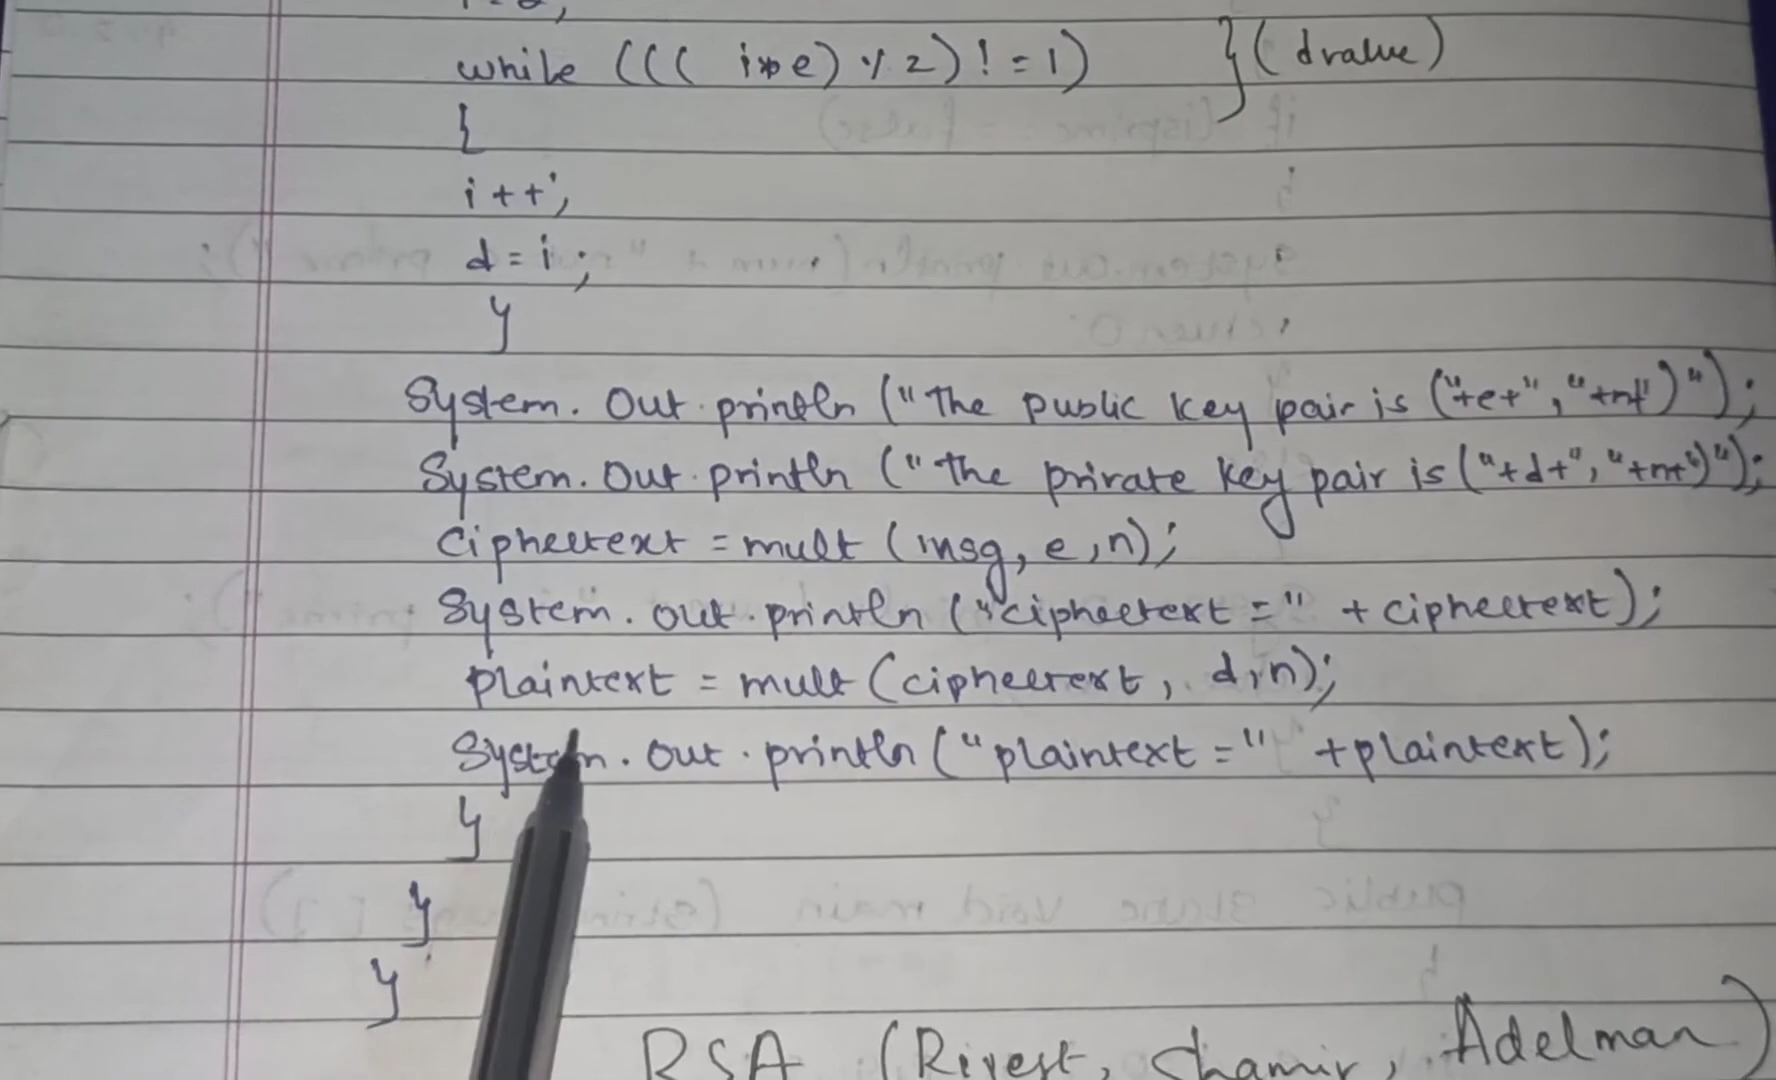 while (((i*e) % z) != 1) } (dvalue)
{
i++;
d = i;
}
System. Out. println ("The public key pair is ("+e+", "+n+")");
System. Out. println ("The private key pair is ("+d+", "+n+")");
Ciphertext = mult (msg, e, n);
System. out. println ("ciphertext =" + ciphertext);
plaintext = mult (ciphertext, d, n);
System. out. println ("plaintext =" + plaintext);
}
}
}
RSA (Rivest, Shamir, Adelman)